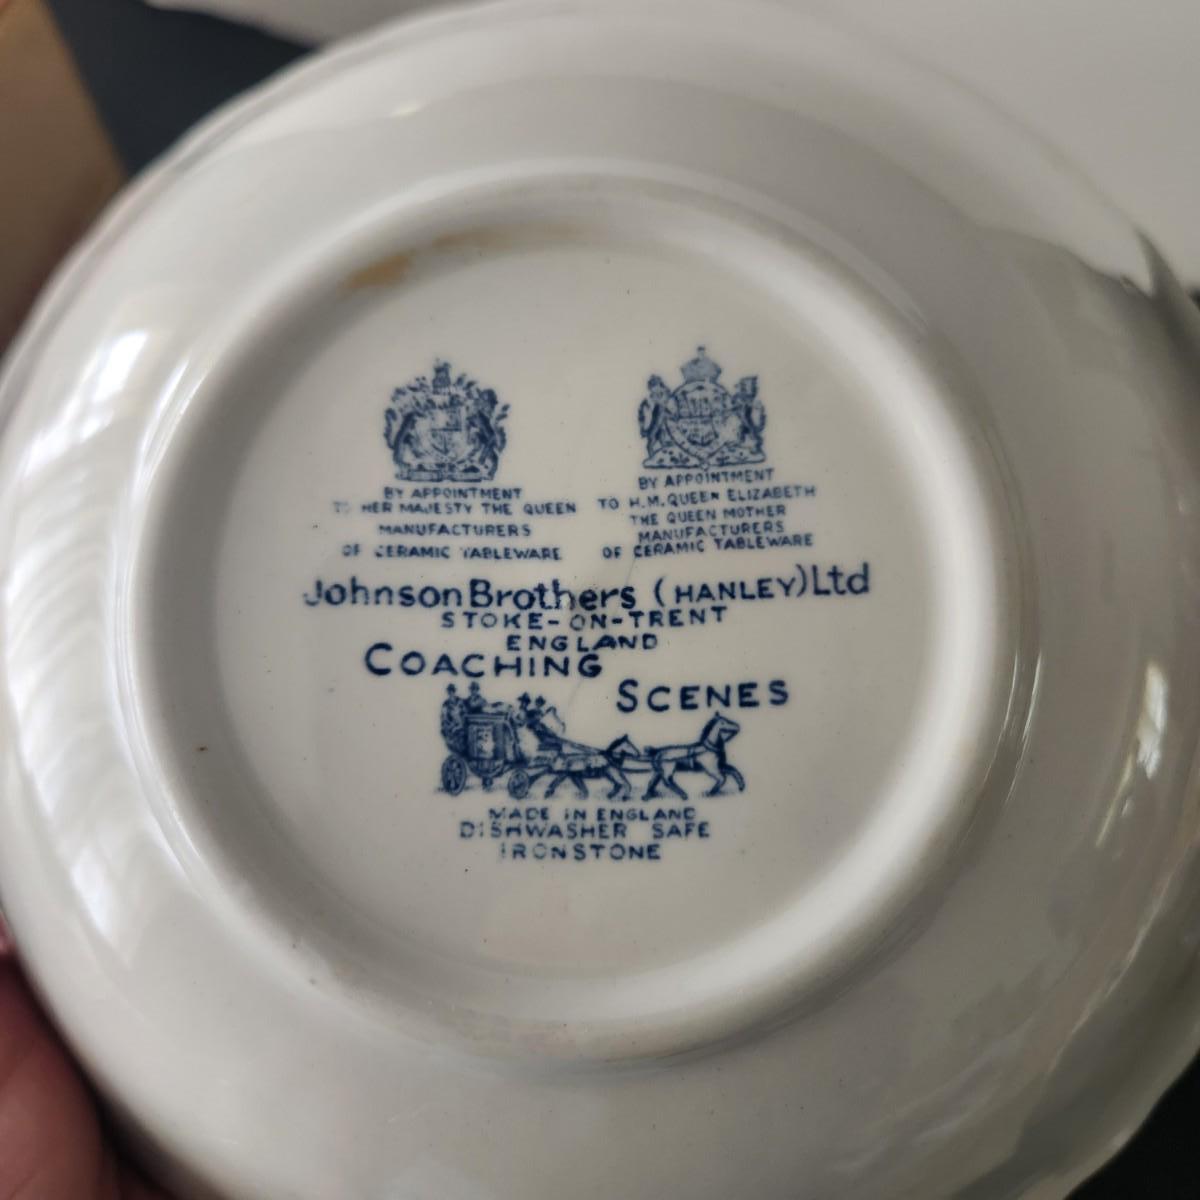 BY APPOINTMENT
TO HER MAJESTY THE QUEEN
MANUFACTURERS
OF CERAMIC TABLEWARE
BY APPOINTMENT
TO H.M. QUEEN ELIZABETH
THE QUEEN MOTHER
MANUFACTURERS
OF CERAMIC TABLEWARE
Johnson Brothers (HANLEY) Ltd
STOKE-ON-TRENT
ENGLAND
COACHING
SCENES
MADE IN ENGLAND
DISHWASHER SAFE
IRONSTONE